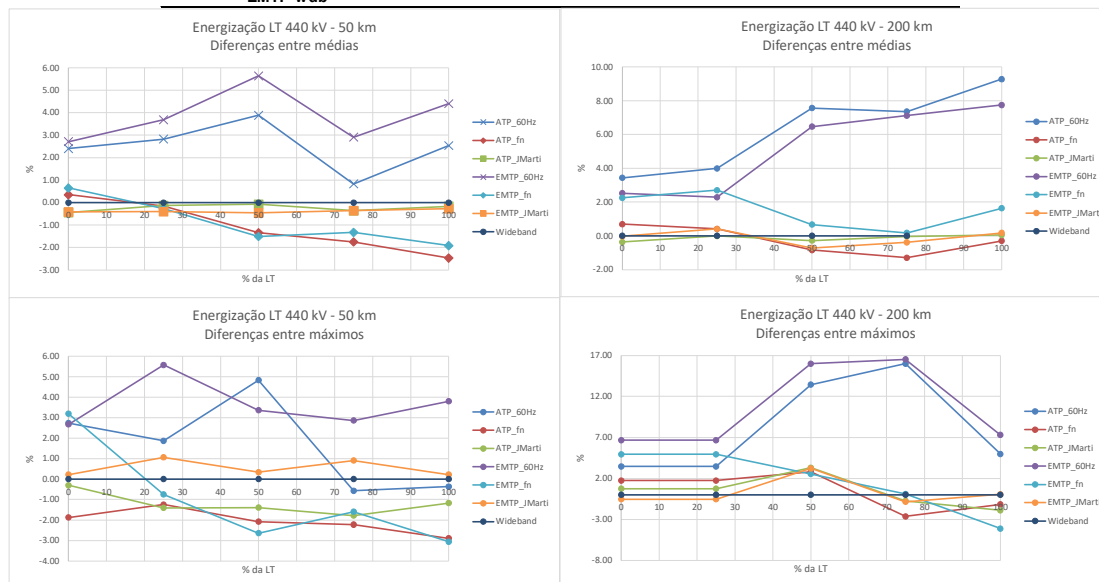 EMTP wdb
Energização LT 440 kV - 50 km
Diferenças entre médias
6.00
5.00
4.00
3.00
2.00
1.00
0.00
-1.00
-2.00
-3.00
%
0 10 20 30 40 50 60 70 80 90 100
% da LT
ATP_60Hz
ATP_fn
ATP_JMarti
EMTP_60Hz
EMTP_fn
EMTP_JMarti
Wideband
Energização LT 440 kV - 200 km
Diferenças entre médias
10.00
8.00
6.00
4.00
2.00
0.00
-2.00
%
0 10 20 30 40 50 60 70 80 90 100
% da LT
ATP_60Hz
ATP_fn
ATP_JMarti
EMTP_60Hz
EMTP_fn
EMTP_JMarti
Wideband
Energização LT 440 kV - 50 km
Diferenças entre máximos
6.00
5.00
4.00
3.00
2.00
1.00
0.00
-1.00
-2.00
-3.00
-4.00
%
0 20 40 60 80 100
% da LT
ATP_60Hz
ATP_fn
ATP_JMarti
EMTP_60Hz
EMTP_fn
EMTP_JMarti
Wideband
Energização LT 440 kV - 200 km
Diferenças entre máximos
17.00
12.00
7.00
2.00
-3.00
-8.00
%
0 10 20 30 40 50 60 70 80 90 100
% da LT
ATP_60Hz
ATP_fn
ATP_JMarti
EMTP_60Hz
EMTP_fn
EMTP_JMarti
Wideband